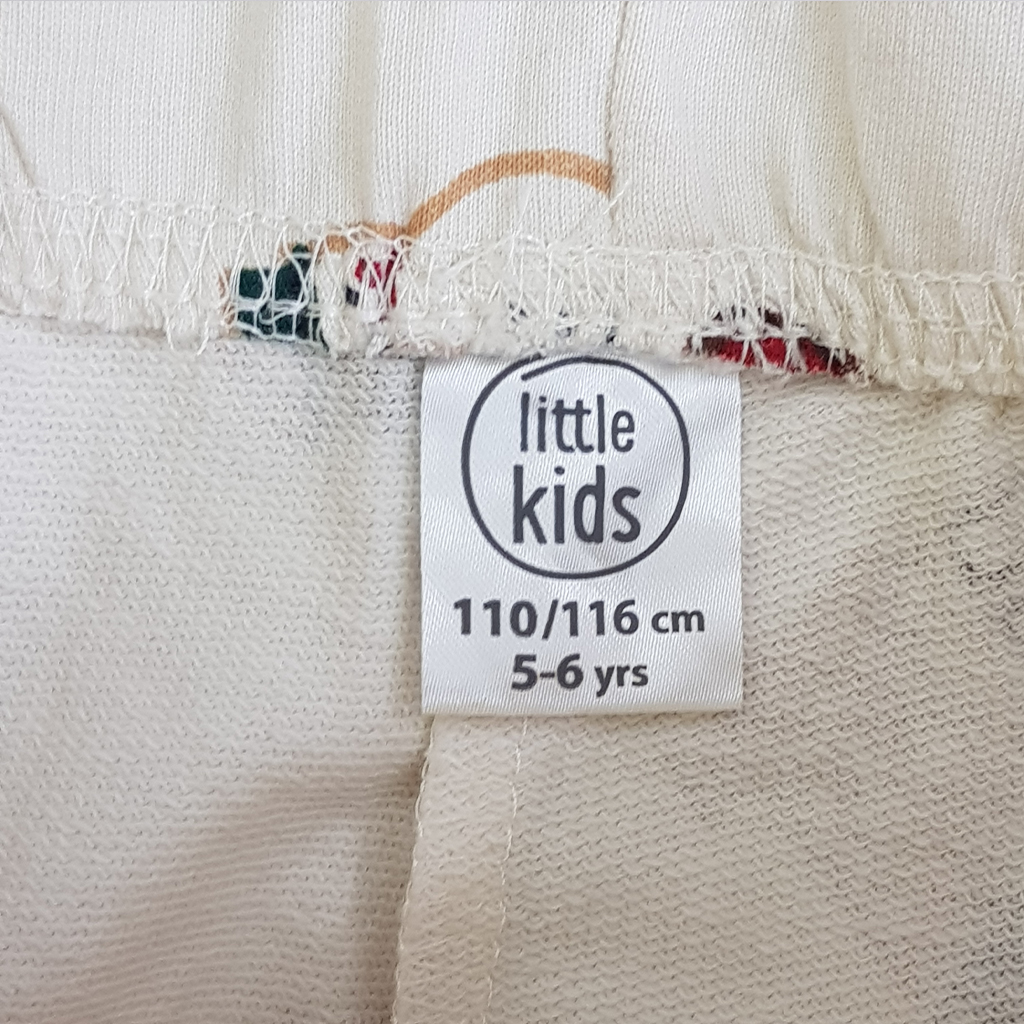 little
kids
110/116 cm
5-6 yrs